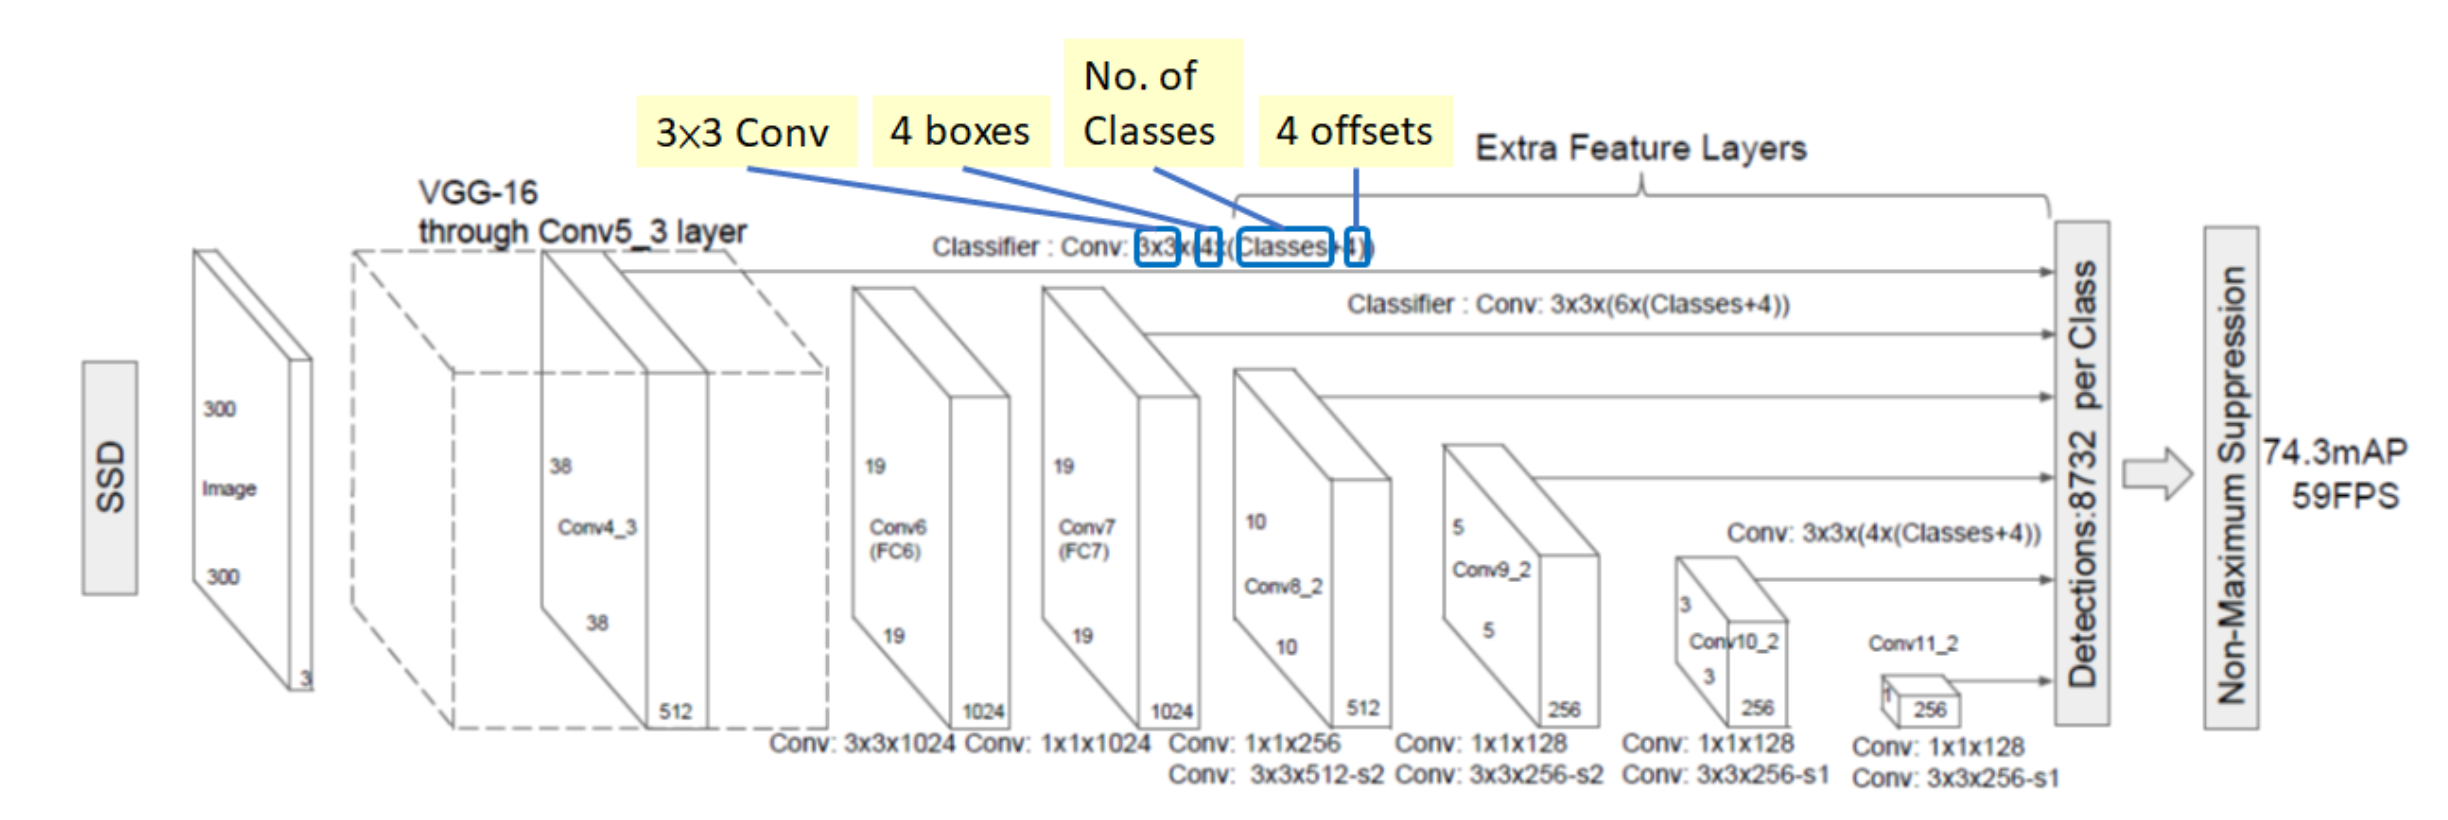 No. of
Classes
3×3 Conv
4 boxes
4 offsets
Extra Feature Layers
VGG-16
through Conv5_3 layer
Classifier : Conv: 3x3x(4x(Classes+4))
Classifier : Conv: 3x3x(6x(Classes+4))
SSD
300
Image
300
3
38
Conv4_3
38
512
19
Conv6
(FC6)
19
1024
19
Conv7
(FC7)
19
1024
10
Conv8_2
10
512
5
Conv9_2
5
256
Conv: 3x3x(4x(Classes+4))
3
Conv10_2
3
256
Conv11_2
1
256
Detections:8732 per Class
Non-Maximum Suppression
74.3mAP
59FPS
Conv: 3x3x1024
Conv: 1x1x1024
Conv: 1x1x256
Conv: 3x3x512-s2
Conv: 1x1x128
Conv: 3x3x256-s2
Conv: 1x1x128
Conv: 3x3x256-s1
Conv: 1x1x128
Conv: 3x3x256-s1